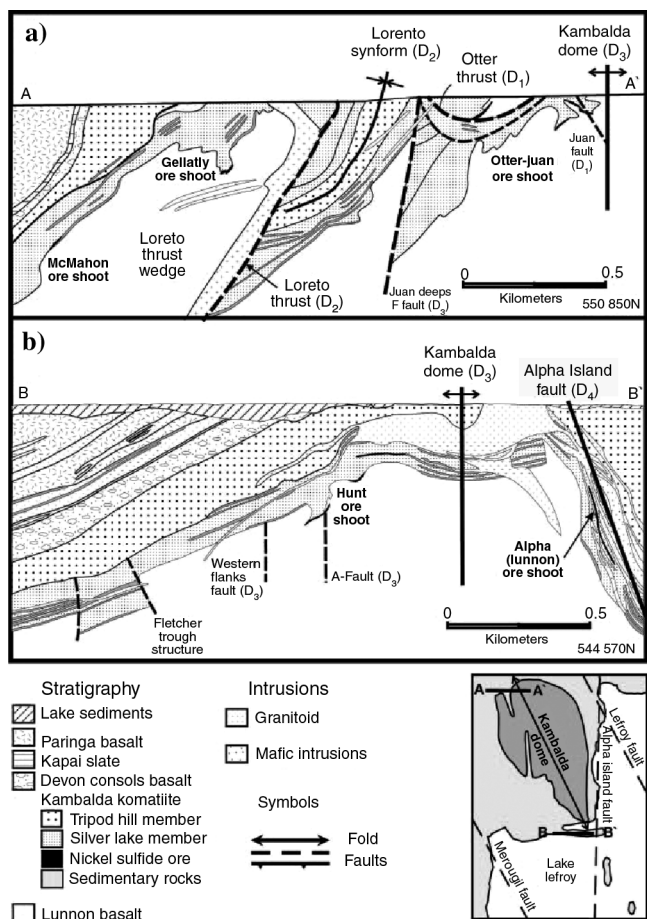 a)
Lorento
synform (D2)
Kambalda
dome (D3)
Otter
thrust (D1)
A
A`
Gellatly
ore shoot
Otter-juan
ore shoot
Juan
fault
(D1)
McMahon
ore shoot
Loreto
thrust
wedge
Loreto
thrust (D2)
Juan deeps
F fault (D3)
0
0.5
Kilometers
550 850N
b)
Kambalda
dome (D3)
Alpha Island
fault (D4)
B
B`
Hunt
ore
shoot
Western
flanks
fault (D3)
A-Fault (D3)
Alpha
(lunnon)
ore shoot
Fletcher
trough
structure
0
0.5
Kilometers
544 570N
Stratigraphy
Lake sediments
Paringa basalt
Kapai slate
Devon consols basalt
Kambalda komatiite
Tripod hill member
Silver lake member
Nickel sulfide ore
Sedimentary rocks
Lunnon basalt
Intrusions
Granitoid
Mafic intrusions
Symbols
Fold
Faults
A
A`
Kambalda
dome
Lefroy fault
Alpha island fault
B
B`
Merougil fault
Lake
lefroy